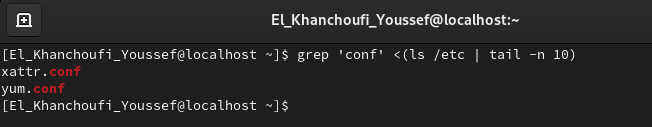 El_Khanchoufi_Youssef@localhost:~
[El_Khanchoufi_Youssef@localhost ~]$ grep 'conf' <(ls /etc | tail -n 10)
xattr.conf
yum.conf
[El_Khanchoufi_Youssef@localhost ~]$